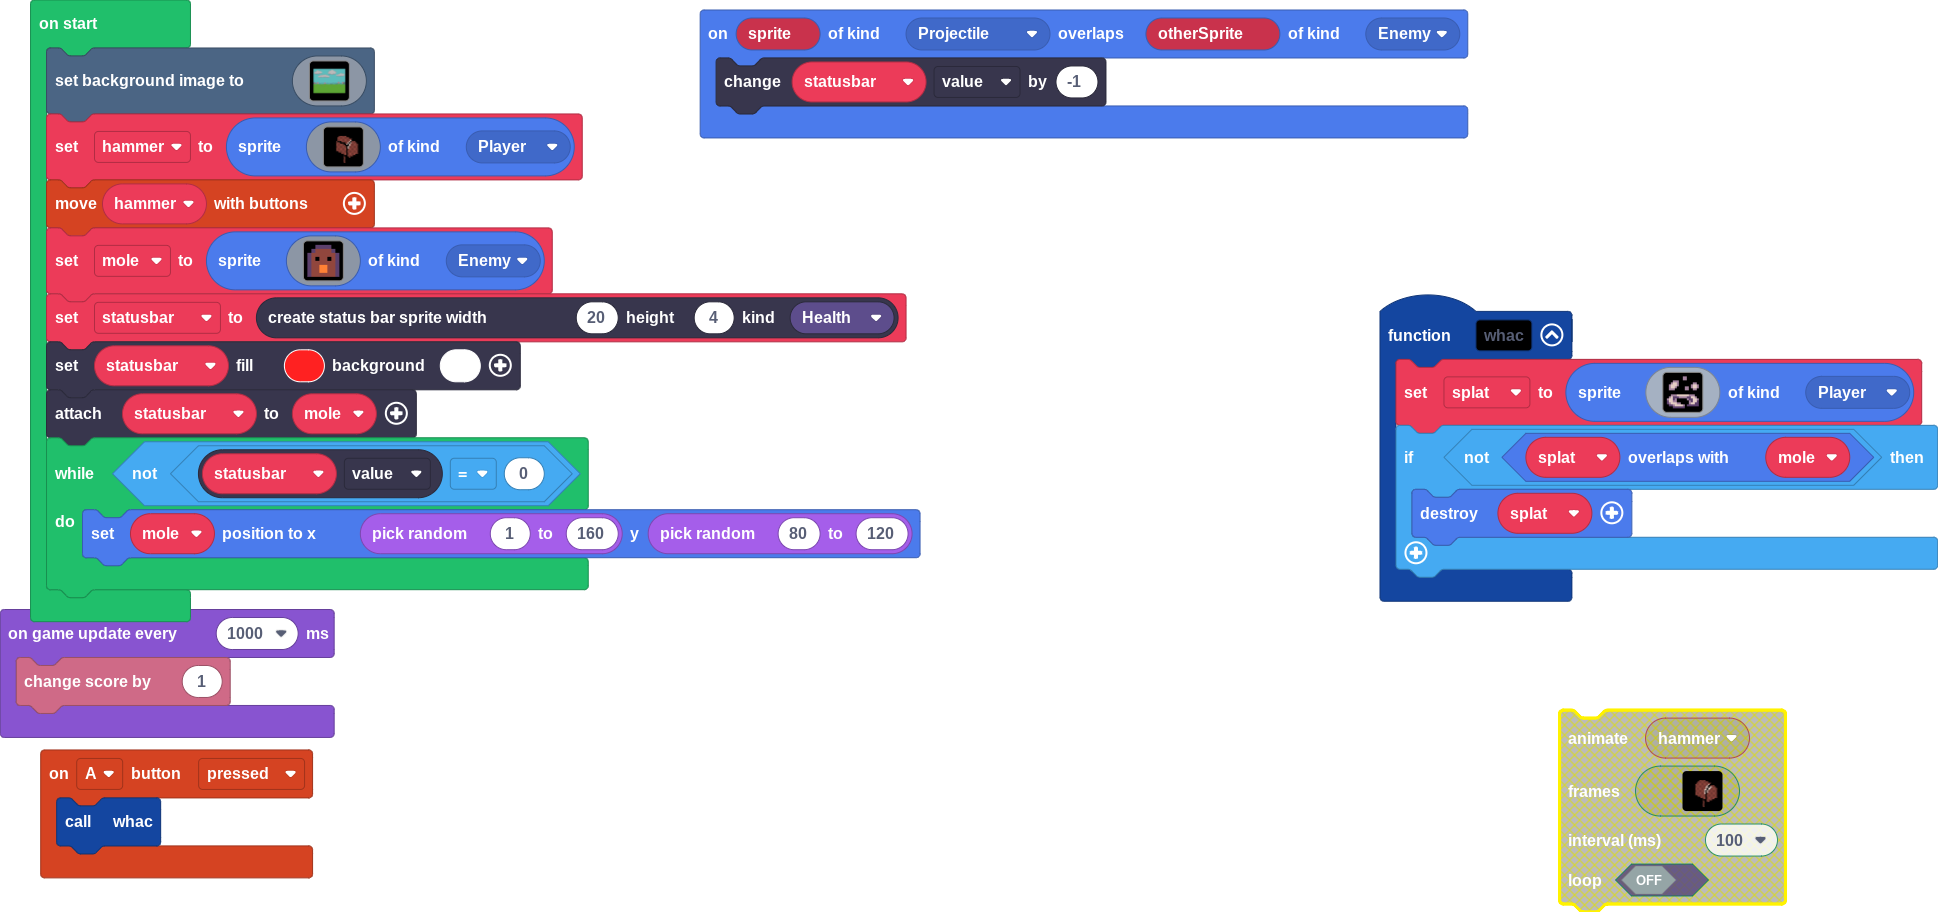 on start
set background image to
set hammer to sprite of kind Player
move hammer with buttons
set mole to sprite of kind Enemy
set statusbar to create status bar sprite width 20 height 4 kind Health
set statusbar fill background
attach statusbar to mole
while not statusbar value = 0
do set mole position to x pick random 1 to 160 y pick random 80 to 120
on game update every 1000 ms
change score by 1
on A button pressed
call whac
on sprite of kind Projectile overlaps otherSprite of kind Enemy
change statusbar value by -1
function whac
set splat to sprite of kind Player
if not splat overlaps with mole then
destroy splat
animate hammer
frames
interval (ms) 100
loop OFF